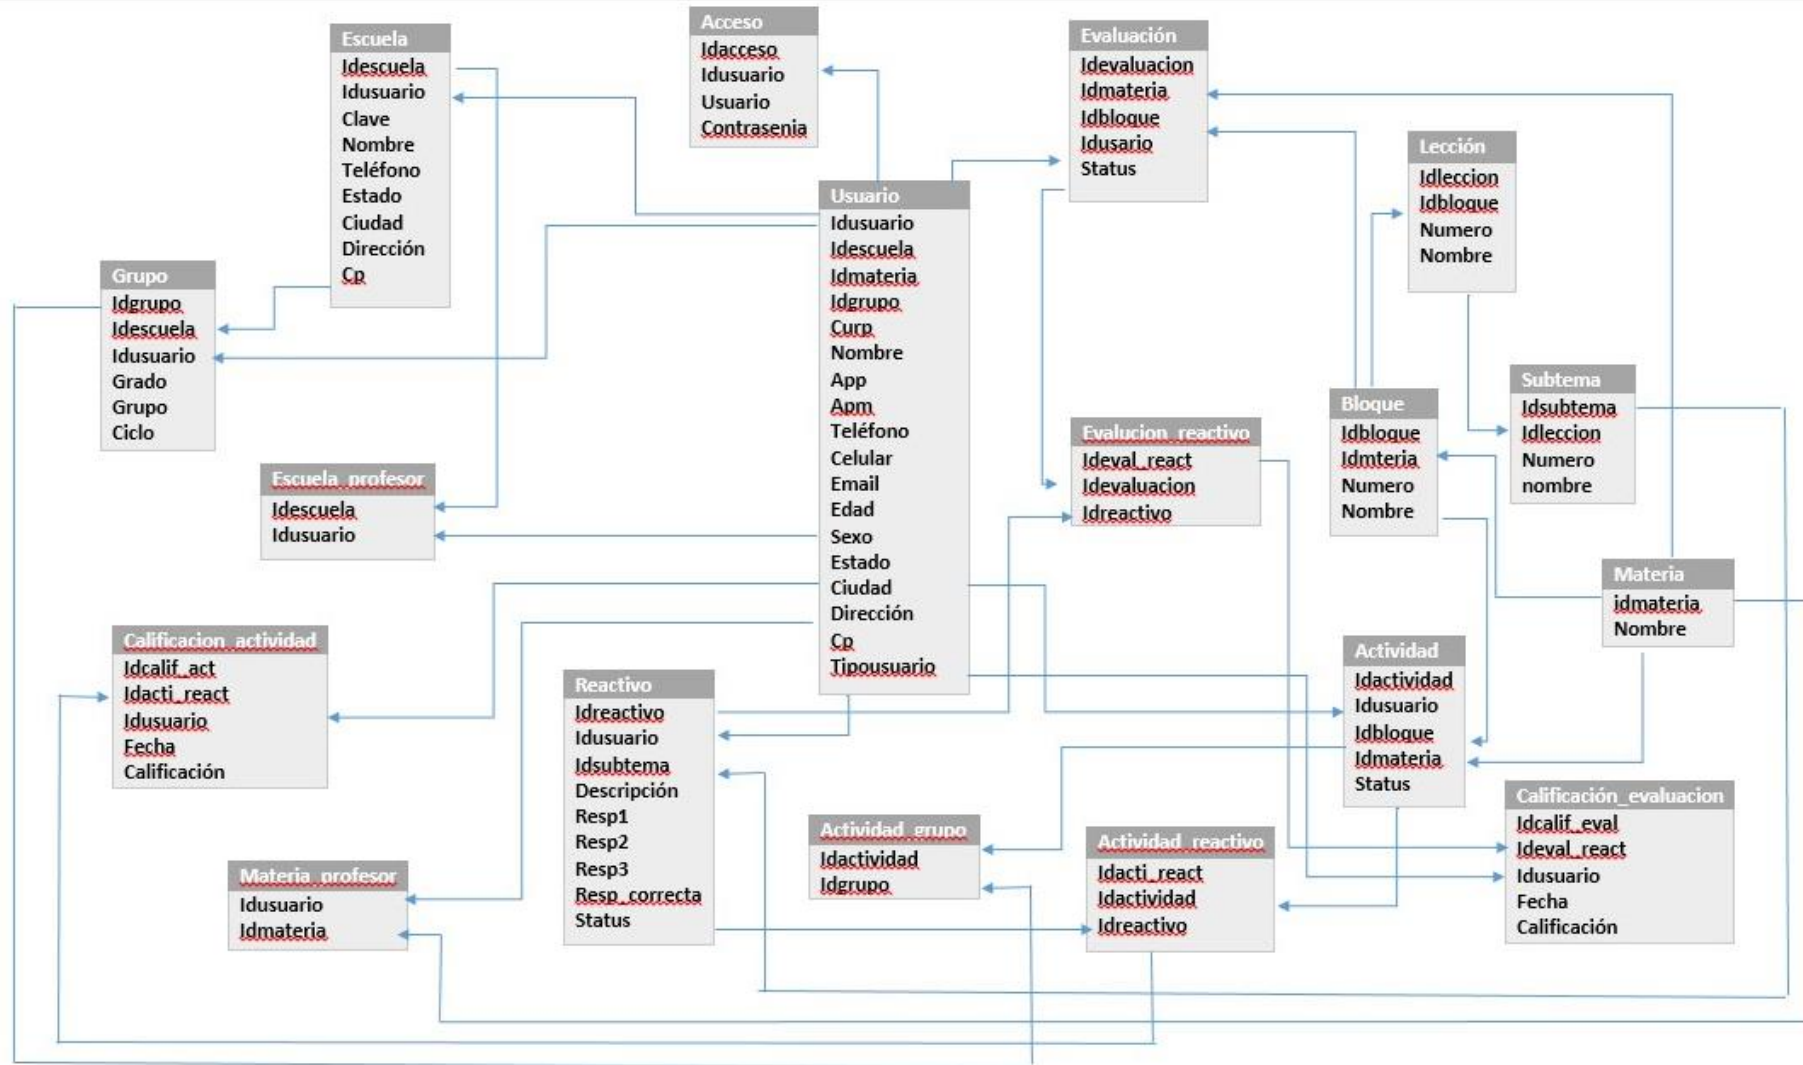 Escuela
Idescuela
Idusuario
Clave
Nombre
Teléfono
Estado
Ciudad
Dirección
Cp
Acceso
Idacceso
Idusuario
Usuario
Contrasenia
Evaluación
Idevaluacion
Idmateria
Idbloque
Idusario
Status
Lección
Idleccion
Idbloque
Numero
Nombre
Grupo
Idgrupo
Idescuela
Idusuario
Grado
Grupo
Ciclo
Usuario
Idusuario
Idescuela
Idmateria
Idgrupo
Curp
Nombre
App
Apm
Teléfono
Celular
Email
Edad
Sexo
Estado
Ciudad
Dirección
Cp
Tipousuario
Escuela_profesor
Idescuela
Idusuario
Evalucion_reactivo
Ideval_react
Idevaluacion
Idreactivo
Bloque
Idbloque
Idmteria
Numero
Nombre
Subtema
Idsubtema
Idleccion
Numero
nombre
Materia
idmateria
Nombre
Calificacion_actividad
Idcalif_act
Idacti_react
Idusuario
Fecha
Calificación
Reactivo
Idreactivo
Idusuario
Idsubtema
Descripción
Resp1
Resp2
Resp3
Resp_correcta
Status
Actividad
Idactividad
Idusuario
Idbloque
Idmateria
Status
Calificación_evaluacion
Idcalif_eval
Ideval_react
Idusuario
Fecha
Calificación
Actividad_grupo
Idactividad
Idgrupo
Actividad_reactivo
Idacti_react
Idactividad
Idreactivo
Materia_profesor
Idusuario
Idmateria